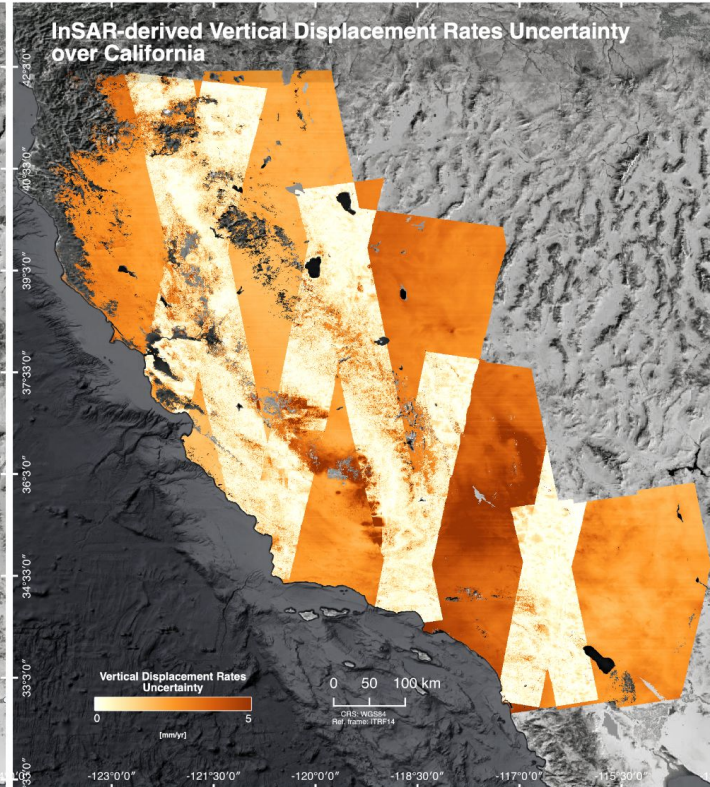 InSAR-derived Vertical Displacement Rates Uncertainty
over California
42°3'0"
40°33'0"
39°3'0"
37°33'0"
36°3'0"
34°33'0"
33°3'0"
Vertical Displacement Rates
Uncertainty
0 5
[mm/yr]
0 50 100 km
CRS: WGS84
Ref. frame: ITRF14
-123°0'0" -121°30'0" -120°0'0" -118°30'0" -117°0'0" -115°30'0"